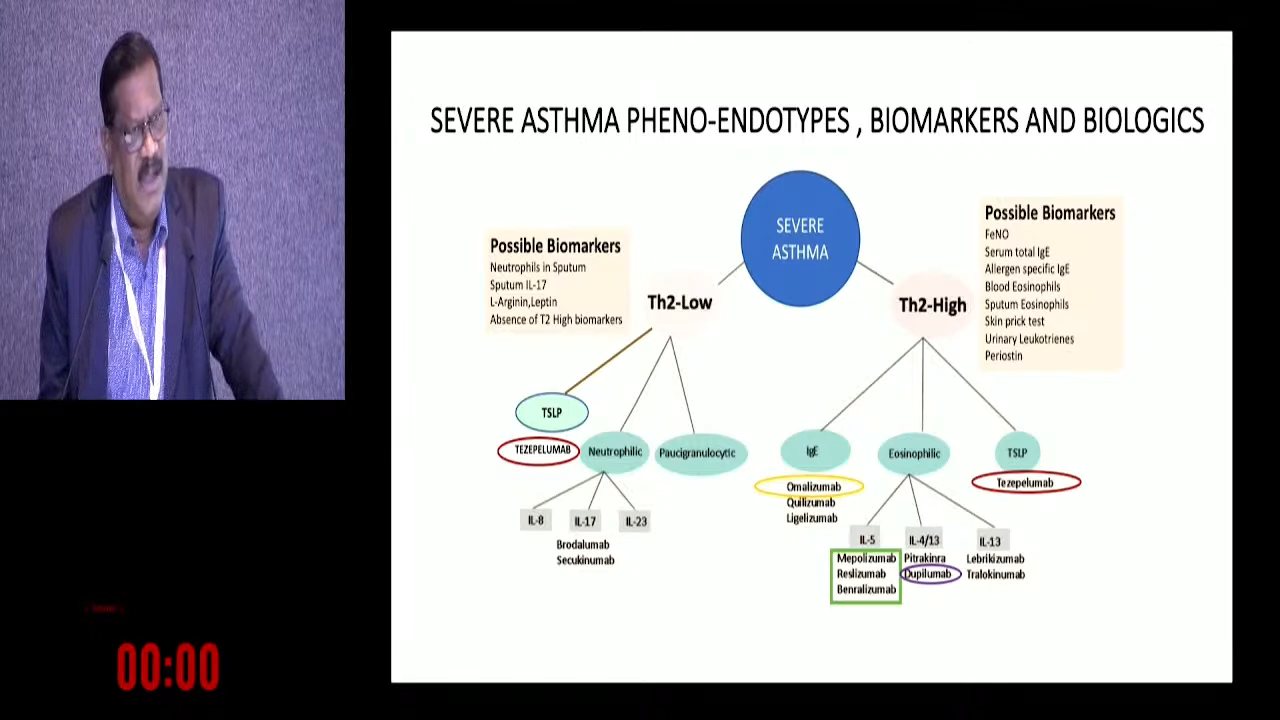 SEVERE ASTHMA PHENO-ENDOTYPES , BIOMARKERS AND BIOLOGICS
SEVERE
ASTHMA
Possible Biomarkers
Neutrophils in Sputum
Sputum IL-17
L-Arginin,Leptin
Absence of T2 High biomarkers
Th2-Low
Possible Biomarkers
FeNO
Serum total IgE
Allergen specific IgE
Blood Eosinophils
Sputum Eosinophils
Skin prick test
Urinary Leukotrienes
Periostin
Th2-High
TSLP
TEZEPELUMAB
Neutrophilic
Paucigranulocytic
IL-8
IL-17
IL-23
Brodalumab
Secukinumab
IgE
Omalizumab
Quilizumab
Ligelizumab
Eosinophilic
TSLP
Tezepelumab
IL-5
Mepolizumab
Reslizumab
Benralizumab
IL-4/13
Pitrakinra
Dupilumab
IL-13
Lebrikizumab
Tralokinumab
00:00